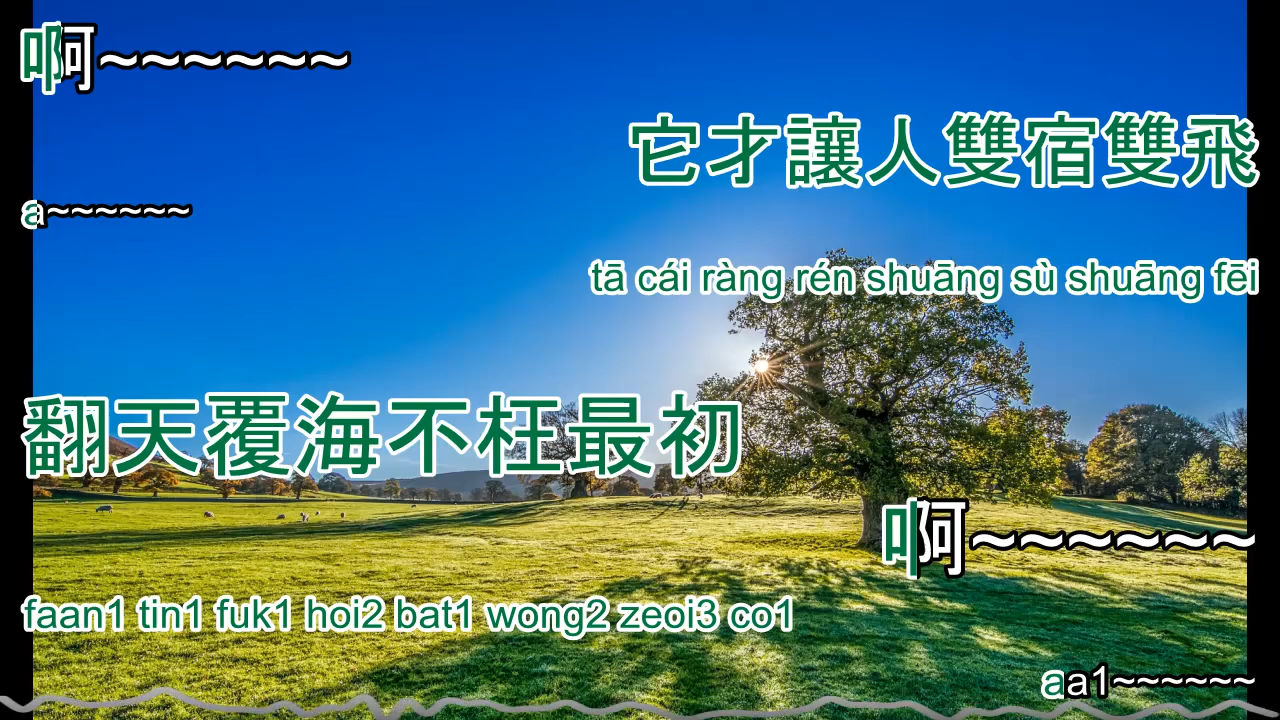 啊~~~~~~
它才讓人雙宿雙飛
a~~~~~~
tā cái ràng rén shuāng sù shuāng fēi
翻天覆海不枉最初
啊~~~~~~
faan1 tin1 fuk1 hoi2 bat1 wong2 zeoi3 co1
aa1~~~~~~